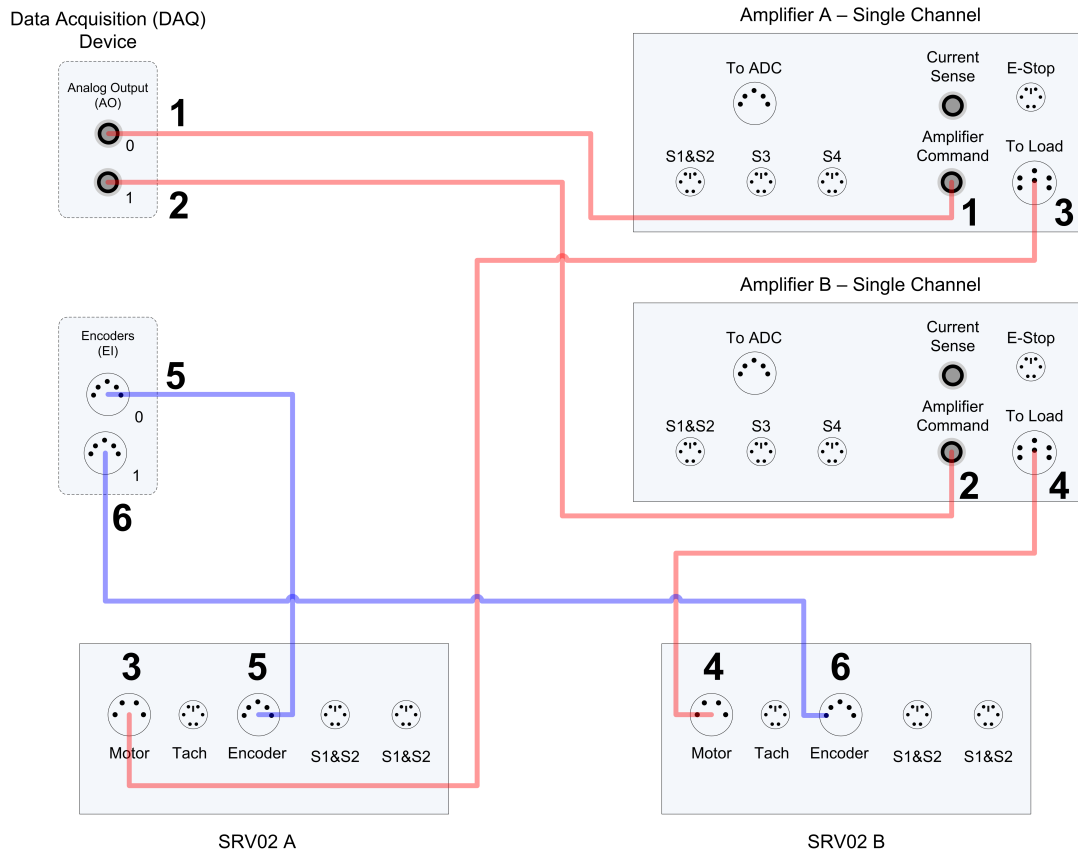 Data Acquisition (DAQ)
Device
Analog Output
(AO)
0
1
1
2
Amplifier A – Single Channel
To ADC
Current
Sense
E-Stop
S1&S2
S3
S4
Amplifier
Command
To Load
1
3
Amplifier B – Single Channel
To ADC
Current
Sense
E-Stop
S1&S2
S3
S4
Amplifier
Command
To Load
2
4
Encoders
(EI)
0
1
5
6
3
5
Motor
Tach
Encoder
S1&S2
S1&S2
SRV02 A
4
6
Motor
Tach
Encoder
S1&S2
S1&S2
SRV02 B